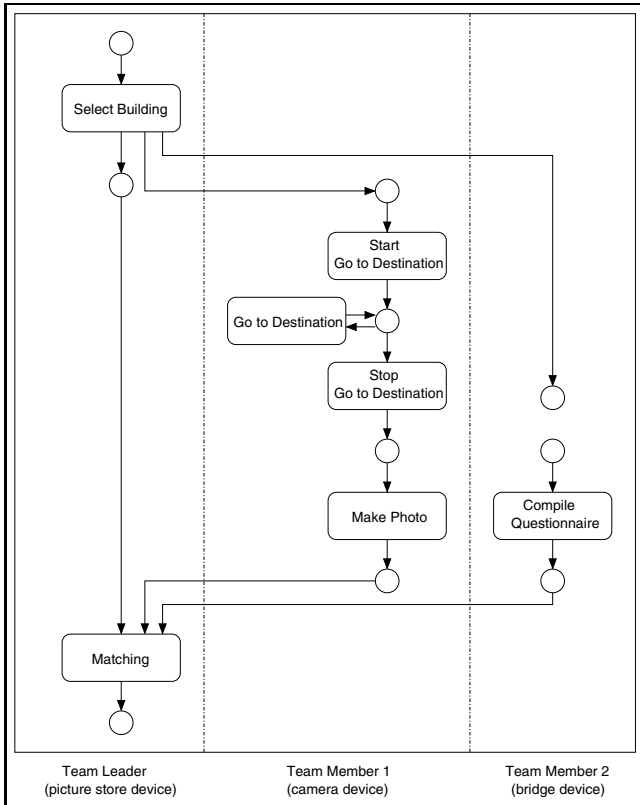 Select Building
Start
Go to Destination
Go to Destination
Stop
Go to Destination
Make Photo
Compile
Questionnaire
Matching
Team Leader
(picture store device)
Team Member 1
(camera device)
Team Member 2
(bridge device)